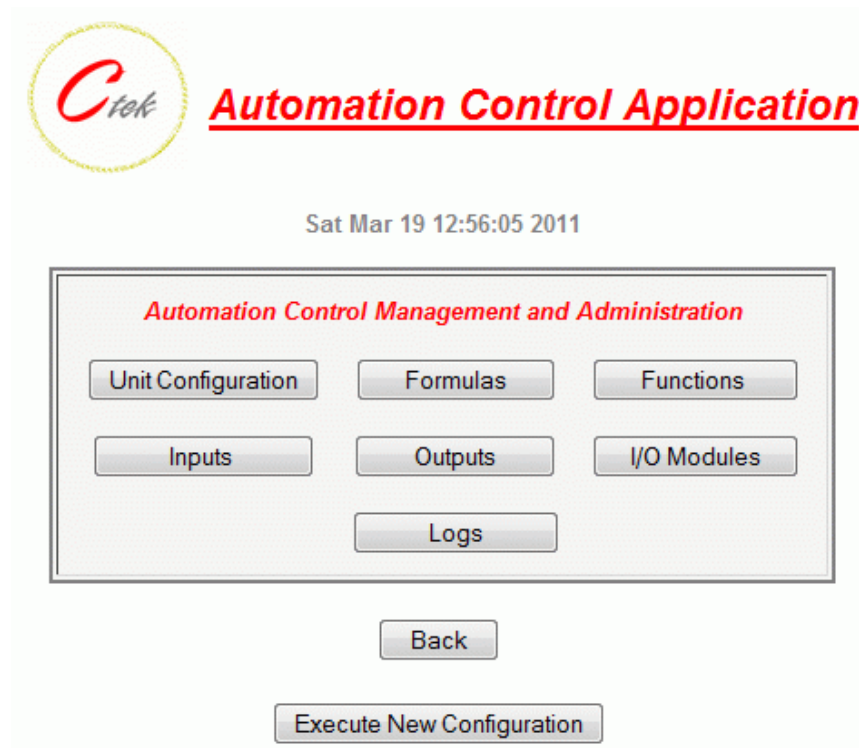 Ctek
Automation Control Application
Sat Mar 19 12:56:05 2011
Automation Control Management and Administration
Unit Configuration Formulas Functions
Inputs Outputs I/O Modules
Logs
Back
Execute New Configuration